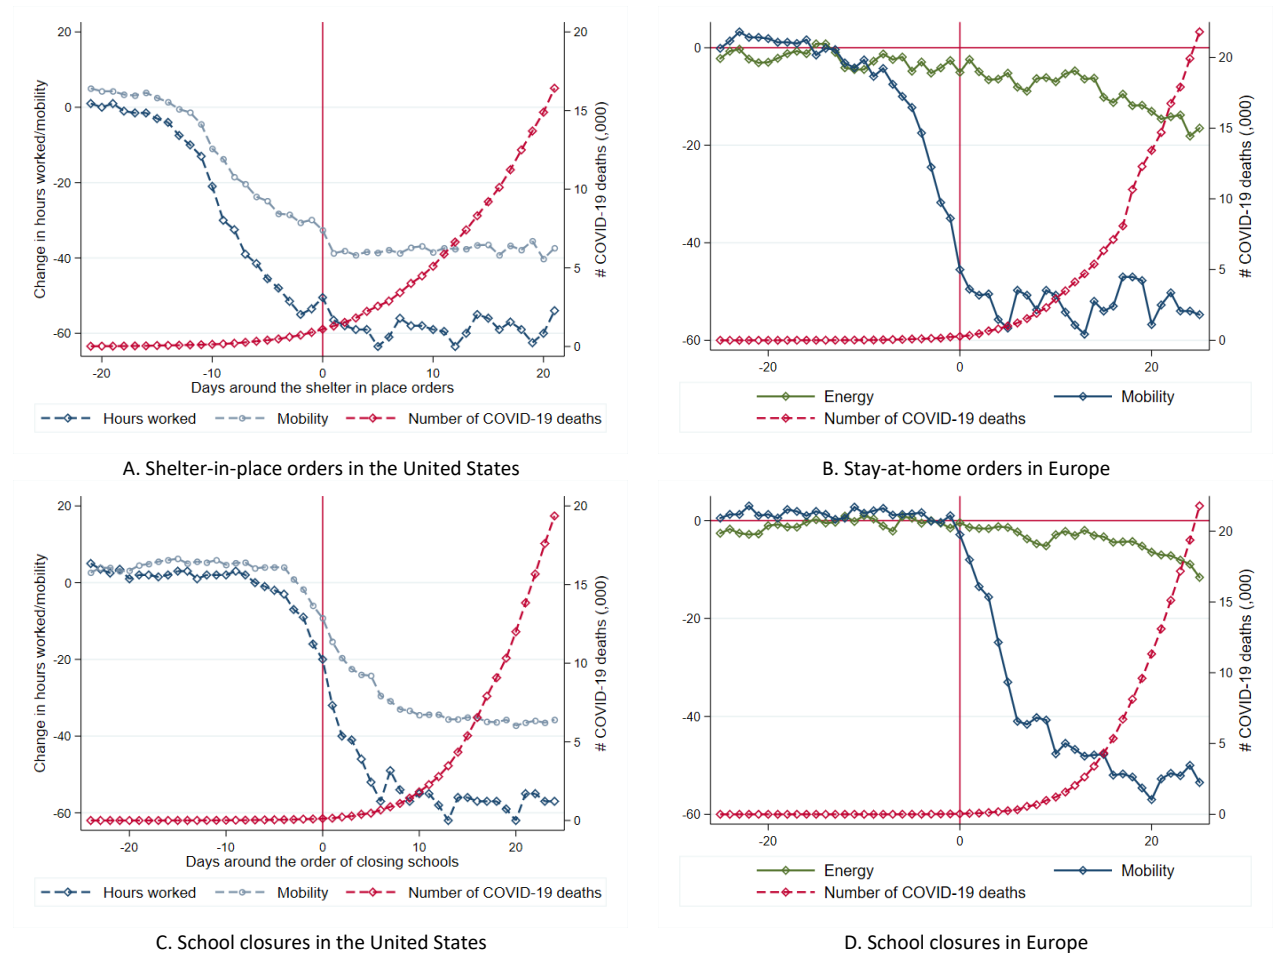 20
0
-20
-40
-60
Change in hours worked/mobility
20
15
10
5
0
# COVID-19 deaths (,000)
-20
-10
0
10
20
Days around the shelter in place orders
Hours worked
Mobility
Number of COVID-19 deaths
A. Shelter-in-place orders in the United States
0
-20
-40
-60
20
15
10
5
0
# COVID-19 deaths (,000)
-20
0
20
Energy
Mobility
Number of COVID-19 deaths
B. Stay-at-home orders in Europe
20
0
-20
-40
-60
Change in hours worked/mobility
20
15
10
5
0
# COVID-19 deaths (,000)
-20
-10
0
10
20
Days around the order of closing schools
Hours worked
Mobility
Number of COVID-19 deaths
C. School closures in the United States
0
-20
-40
-60
20
15
10
5
0
# COVID-19 deaths (,000)
-20
0
20
Energy
Mobility
Number of COVID-19 deaths
D. School closures in Europe